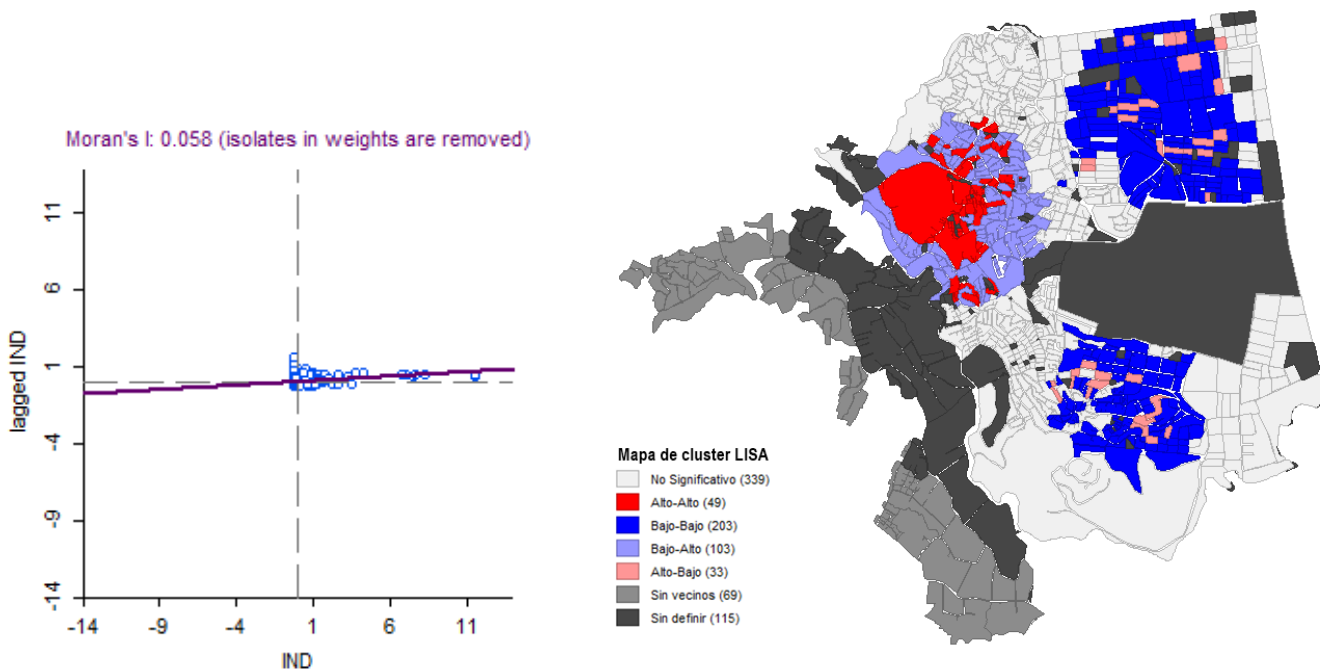 Moran's I: 0.058 (isolates in weights are removed)
11
6
1
-4
-9
-14
lagged IND
-14 -9 -4 1 6 11
IND
Mapa de cluster LISA
No Significativo (339)
Alto-Alto (49)
Bajo-Bajo (203)
Bajo-Alto (103)
Alto-Bajo (33)
Sin vecinos (69)
Sin definir (115)